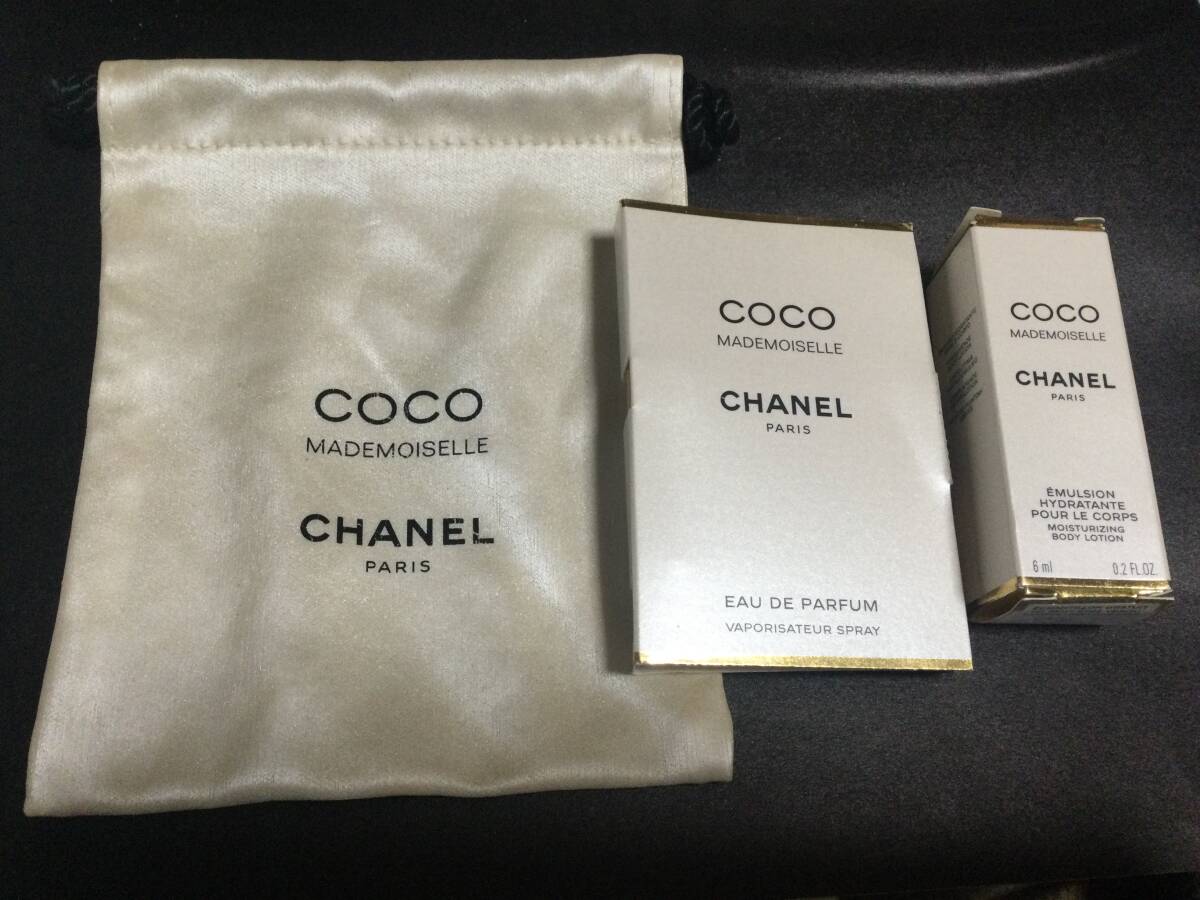 COCO
MADEMOISELLE
CHANEL
PARIS
COCO
MADEMOISELLE
CHANEL
PARIS
EAU DE PARFUM
VAPORISATEUR SPRAY
COCO
MADEMOISELLE
CHANEL
PARIS
ÉMULSION
HYDRATANTE
POUR LE CORPS
MOISTURIZING
BODY LOTION
6 ml 0.2 FL.OZ.